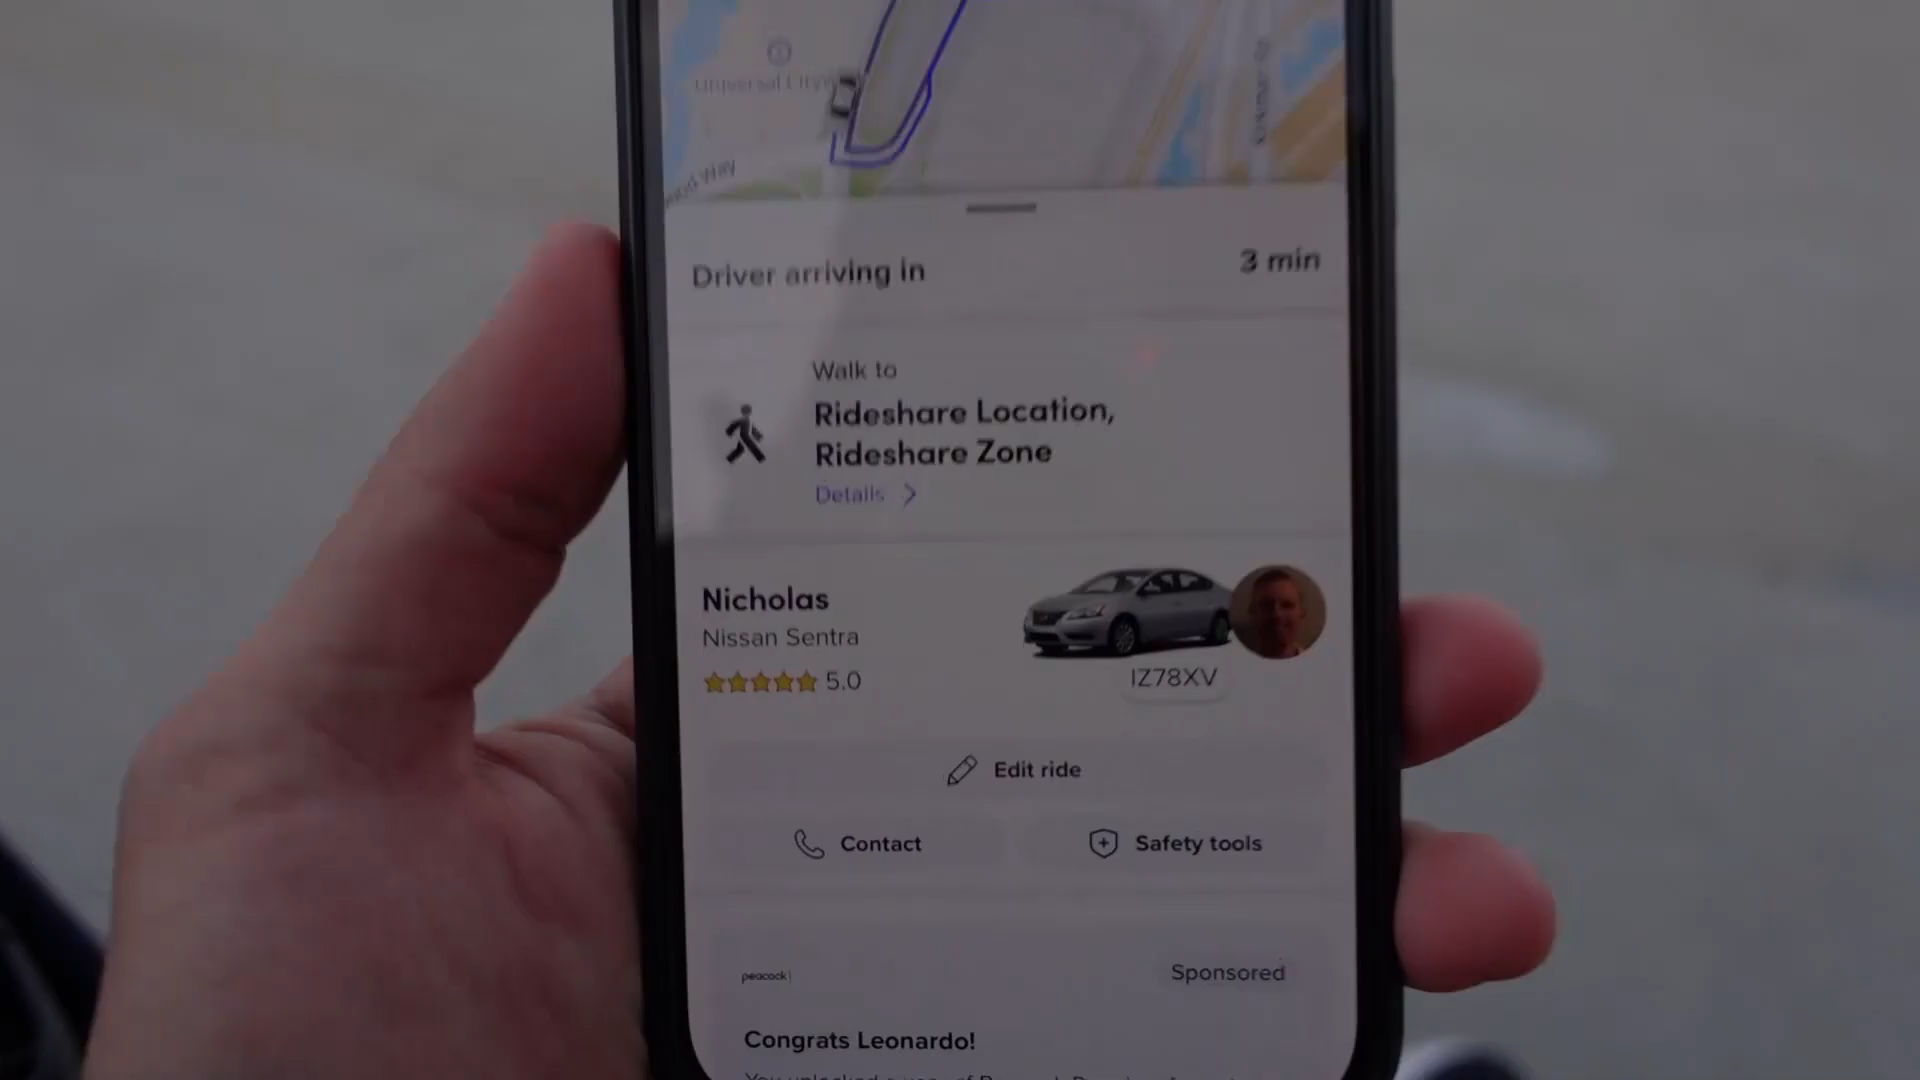 Universal City
Way
Driver arriving in
3 min
Walk to
Rideshare Location,
Rideshare Zone
Details
Nicholas
Nissan Sentra
5.0
IZ78XV
Edit ride
Contact
Safety tools
peacock
Sponsored
Congrats Leonardo!